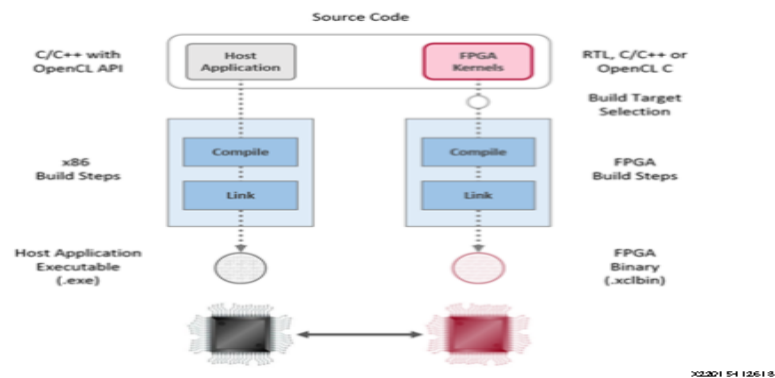 Source Code
C/C++ with
OpenCL API
Host
Application
FPGA
Kernels
RTL, C/C++ or
OpenCL C
Build Target
Selection
x86
Build Steps
Compile
Link
Compile
Link
FPGA
Build Steps
Host Application
Executable
(.exe)
FPGA
Binary
(.xclbin)